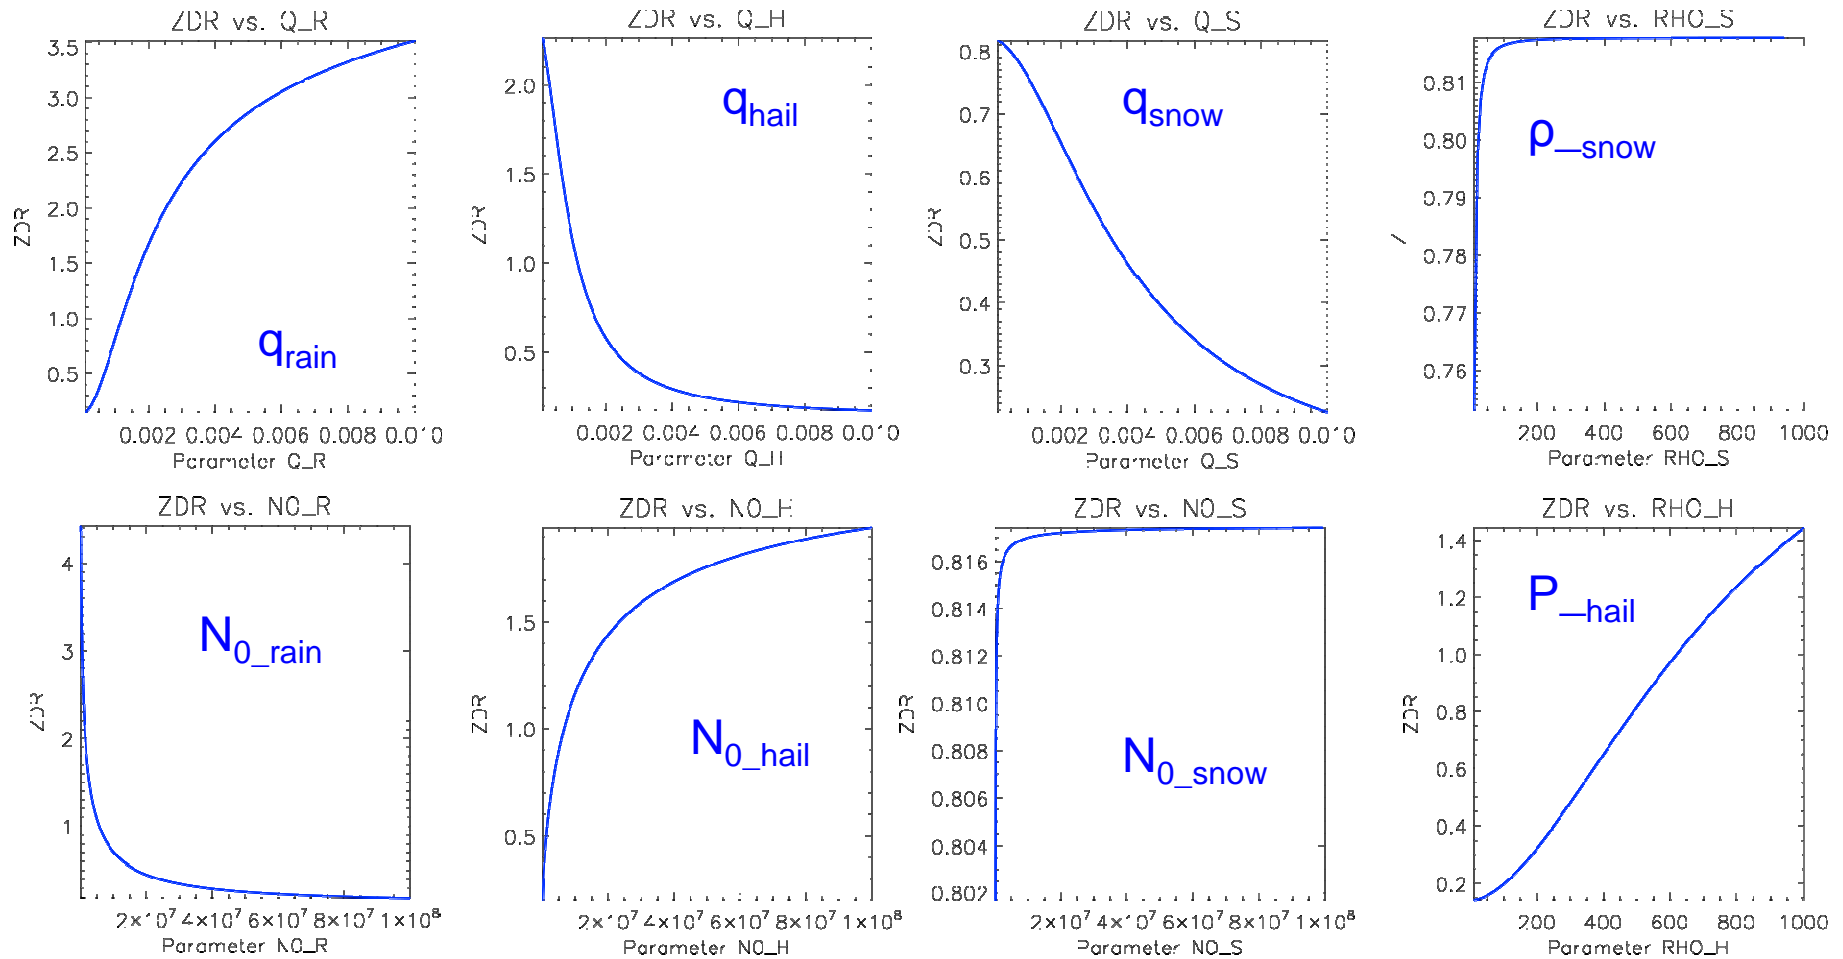 ZDR vs. Q_R
3.5
3.0
2.5
2.0
1.5
1.0
0.5
ZDR
q_rain
0.002 0.004 0.006 0.008 0.010
Parameter Q_R
ZDR vs. Q_H
2.0
1.5
1.0
0.5
ZDR
q_hail
0.002 0.004 0.006 0.008 0.010
Parameter Q_H
ZDR vs. Q_S
0.8
0.7
0.6
0.5
0.4
0.3
ZDR
q_snow
0.002 0.004 0.006 0.008 0.010
Parameter Q_S
ZDR vs. RHO_S
0.81
0.80
0.79
0.78
0.77
0.76
ρ_snow
200 400 600 800 1000
Parameter RHO_S
ZDR vs. N0_R
4
3
2
1
ZDR
N0_rain
2×10⁷ 4×10⁷ 6×10⁷ 8×10⁷ 1×10⁸
Parameter N0_R
ZDR vs. N0_H
1.5
1.0
0.5
ZDR
N0_hail
2×10⁷ 4×10⁷ 6×10⁷ 8×10⁷ 1×10⁸
Parameter N0_H
ZDR vs. N0_S
0.816
0.814
0.812
0.810
0.808
0.806
0.804
0.802
ZDR
N0_snow
2×10⁷ 4×10⁷ 6×10⁷ 8×10⁷ 1×10⁸
Parameter N0_S
ZDR vs. RHO_H
1.4
1.2
1.0
0.8
0.6
0.4
0.2
ZDR
P_hail
200 400 600 800 1000
Parameter RHO_H